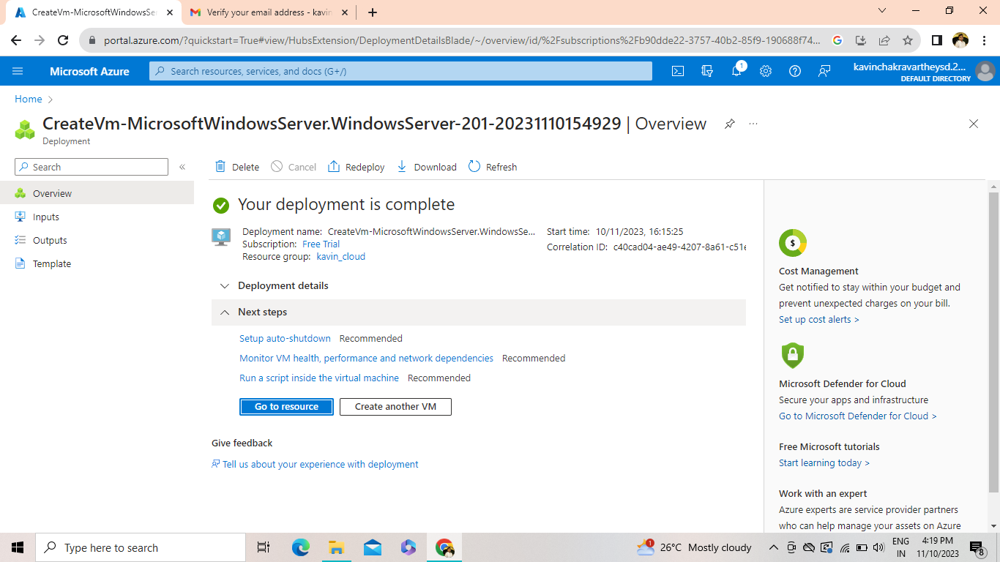 CreateVm-MicrosoftWindowsSe
Verify your email address - kavin
portal.azure.com/?quickstart=True#view/HubsExtension/DeploymentDetailsBlade/~/overview/id/%2Fsubscriptions%2Fb90dde22-3757-40b2-85f9-190688f74...
Microsoft Azure
Search resources, services, and docs (G+/)
1
kavinchakravartheysd.2...
DEFAULT DIRECTORY
Home
CreateVm-MicrosoftWindowsServer.WindowsServer-201-20231110154929 | Overview
Deployment
Search
Delete
Cancel
Redeploy
Download
Refresh
Overview
Inputs
Outputs
Template
Your deployment is complete
Deployment name: CreateVm-MicrosoftWindowsServer.WindowsSe...
Subscription: Free Trial
Resource group: kavin_cloud
Start time: 10/11/2023, 16:15:25
Correlation ID: c40cad04-ae49-4207-8a61-c51e
Deployment details
Next steps
Setup auto-shutdown Recommended
Monitor VM health, performance and network dependencies Recommended
Run a script inside the virtual machine Recommended
Go to resource
Create another VM
Give feedback
Tell us about your experience with deployment
Cost Management
Get notified to stay within your budget and
prevent unexpected charges on your bill.
Set up cost alerts >
Microsoft Defender for Cloud
Secure your apps and infrastructure
Go to Microsoft Defender for Cloud >
Free Microsoft tutorials
Start learning today >
Work with an expert
Azure experts are service provider partners
who can help manage your assets on Azure
Type here to search
1
26°C Mostly cloudy
ENG
IN
4:19 PM
11/10/2023
8